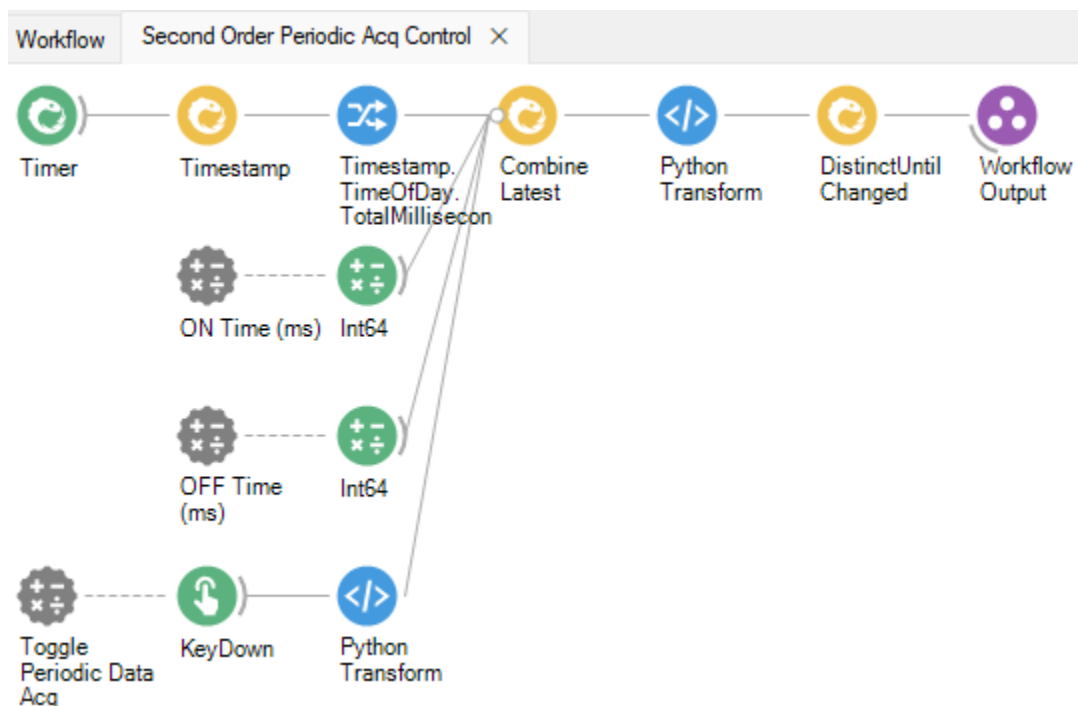 Workflow
Second Order Periodic Acq Control ×
Timer
Timestamp
Timestamp.
TimeOfDay.
TotalMillisecon
Combine
Latest
Python
Transform
DistinctUntil
Changed
Workflow
Output
ON Time (ms)
Int64
OFF Time
(ms)
Int64
Toggle
Periodic Data
Acq
KeyDown
Python
Transform